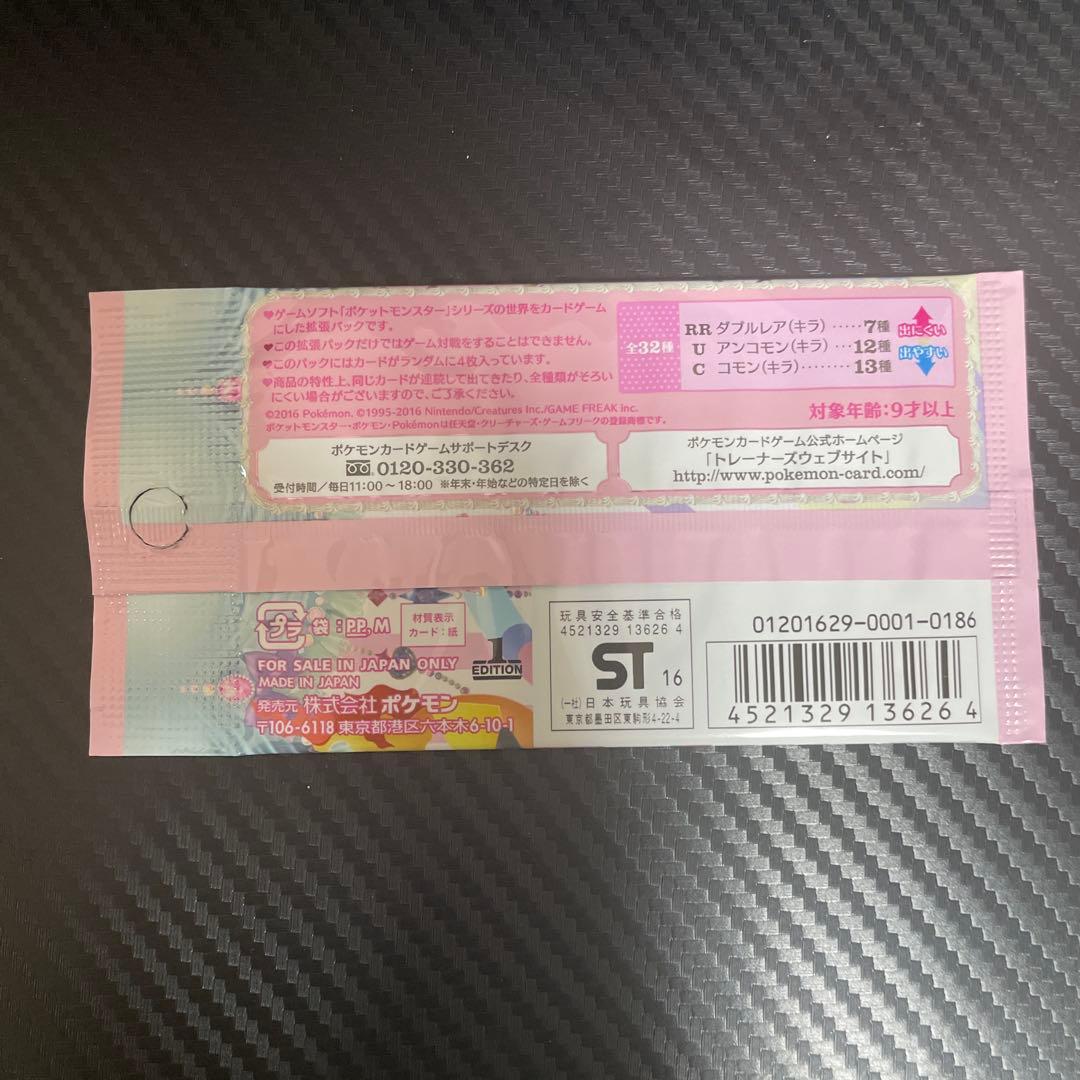 ♥ゲームソフト「ポケットモンスター」シリーズの世界をカードゲーム
にした拡張パックです。
♥この拡張パックだけではゲーム対戦をすることはできません。
♥このパックにはカードがランダムに4枚入っています。
♥商品の特性上、同じカードが連続して出てきたり、全種類がそろい
にくい場合がございますので、ご了承ください。
©2016 Pokémon. ©1995-2016 Nintendo/Creatures Inc./GAME FREAK inc.
ポケットモンスター・ポケモン・Pokémonは任天堂・クリーチャーズ・ゲームフリークの登録商標です。
全32種
RR ダブルレア(キラ) ‥‥‥7種
U アンコモン(キラ) ‥‥12種
C コモン(キラ)‥‥‥‥13種
出にくい
出やすい
対象年齢:9才以上
ポケモンカードゲームサポートデスク
0120-330-362
受付時間/毎日11:00~18:00 ※年末・年始などの特定日を除く
ポケモンカードゲーム公式ホームページ
「トレーナーズウェブサイト」
http://www.pokemon-card.com/
プラ 袋:PP, M
材質表示
カード:紙
FOR SALE IN JAPAN ONLY
MADE IN JAPAN
発売元 株式会社ポケモン
〒106-6118 東京都港区六本木6-10-1
1
EDITION
玩具安全基準合格
4521329 13626 4
ST 16
(一社)日本玩具協会
東京都墨田区東駒形4-22-4
01201629-0001-0186
4521329 136264